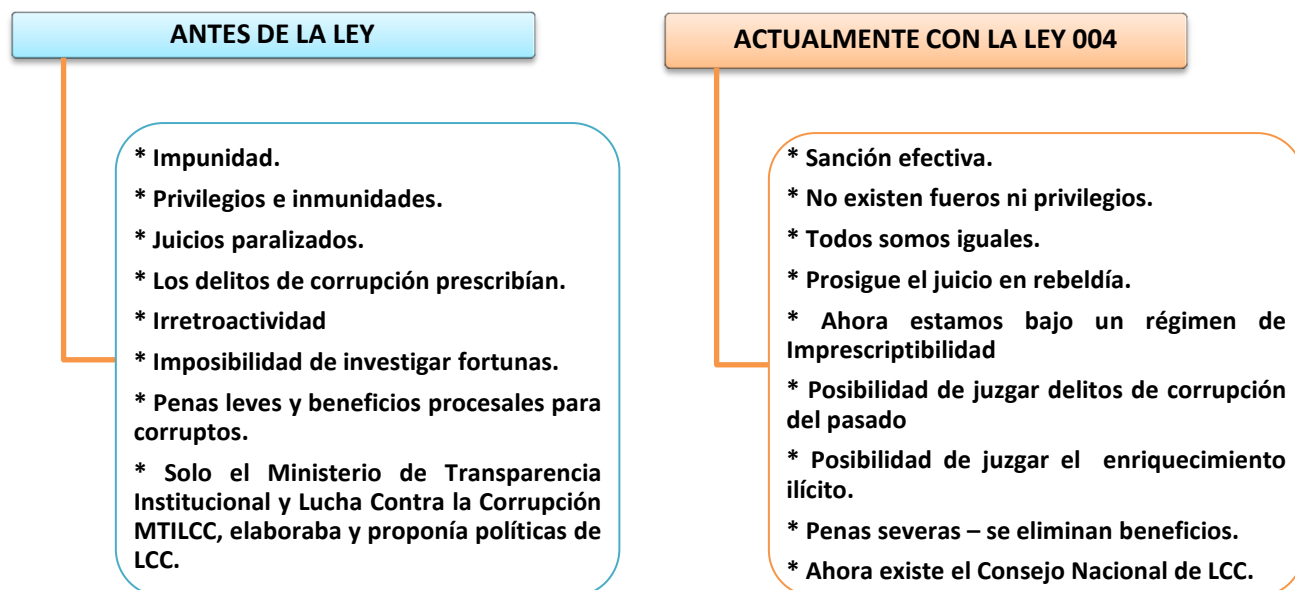 ANTES DE LA LEY
* Impunidad.
* Privilegios e inmunidades.
* Juicios paralizados.
* Los delitos de corrupción prescribían.
* Irretroactividad
* Imposibilidad de investigar fortunas.
* Penas leves y beneficios procesales para
corruptos.
* Solo el Ministerio de Transparencia
Institucional y Lucha Contra la Corrupción
MTILCC, elaboraba y proponía políticas de
LCC.
ACTUALMENTE CON LA LEY 004
* Sanción efectiva.
* No existen fueros ni privilegios.
* Todos somos iguales.
* Prosigue el juicio en rebeldía.
* Ahora estamos bajo un régimen de
Imprescriptibilidad
* Posibilidad de juzgar delitos de corrupción
del pasado
* Posibilidad de juzgar el enriquecimiento
ilícito.
* Penas severas – se eliminan beneficios.
* Ahora existe el Consejo Nacional de LCC.